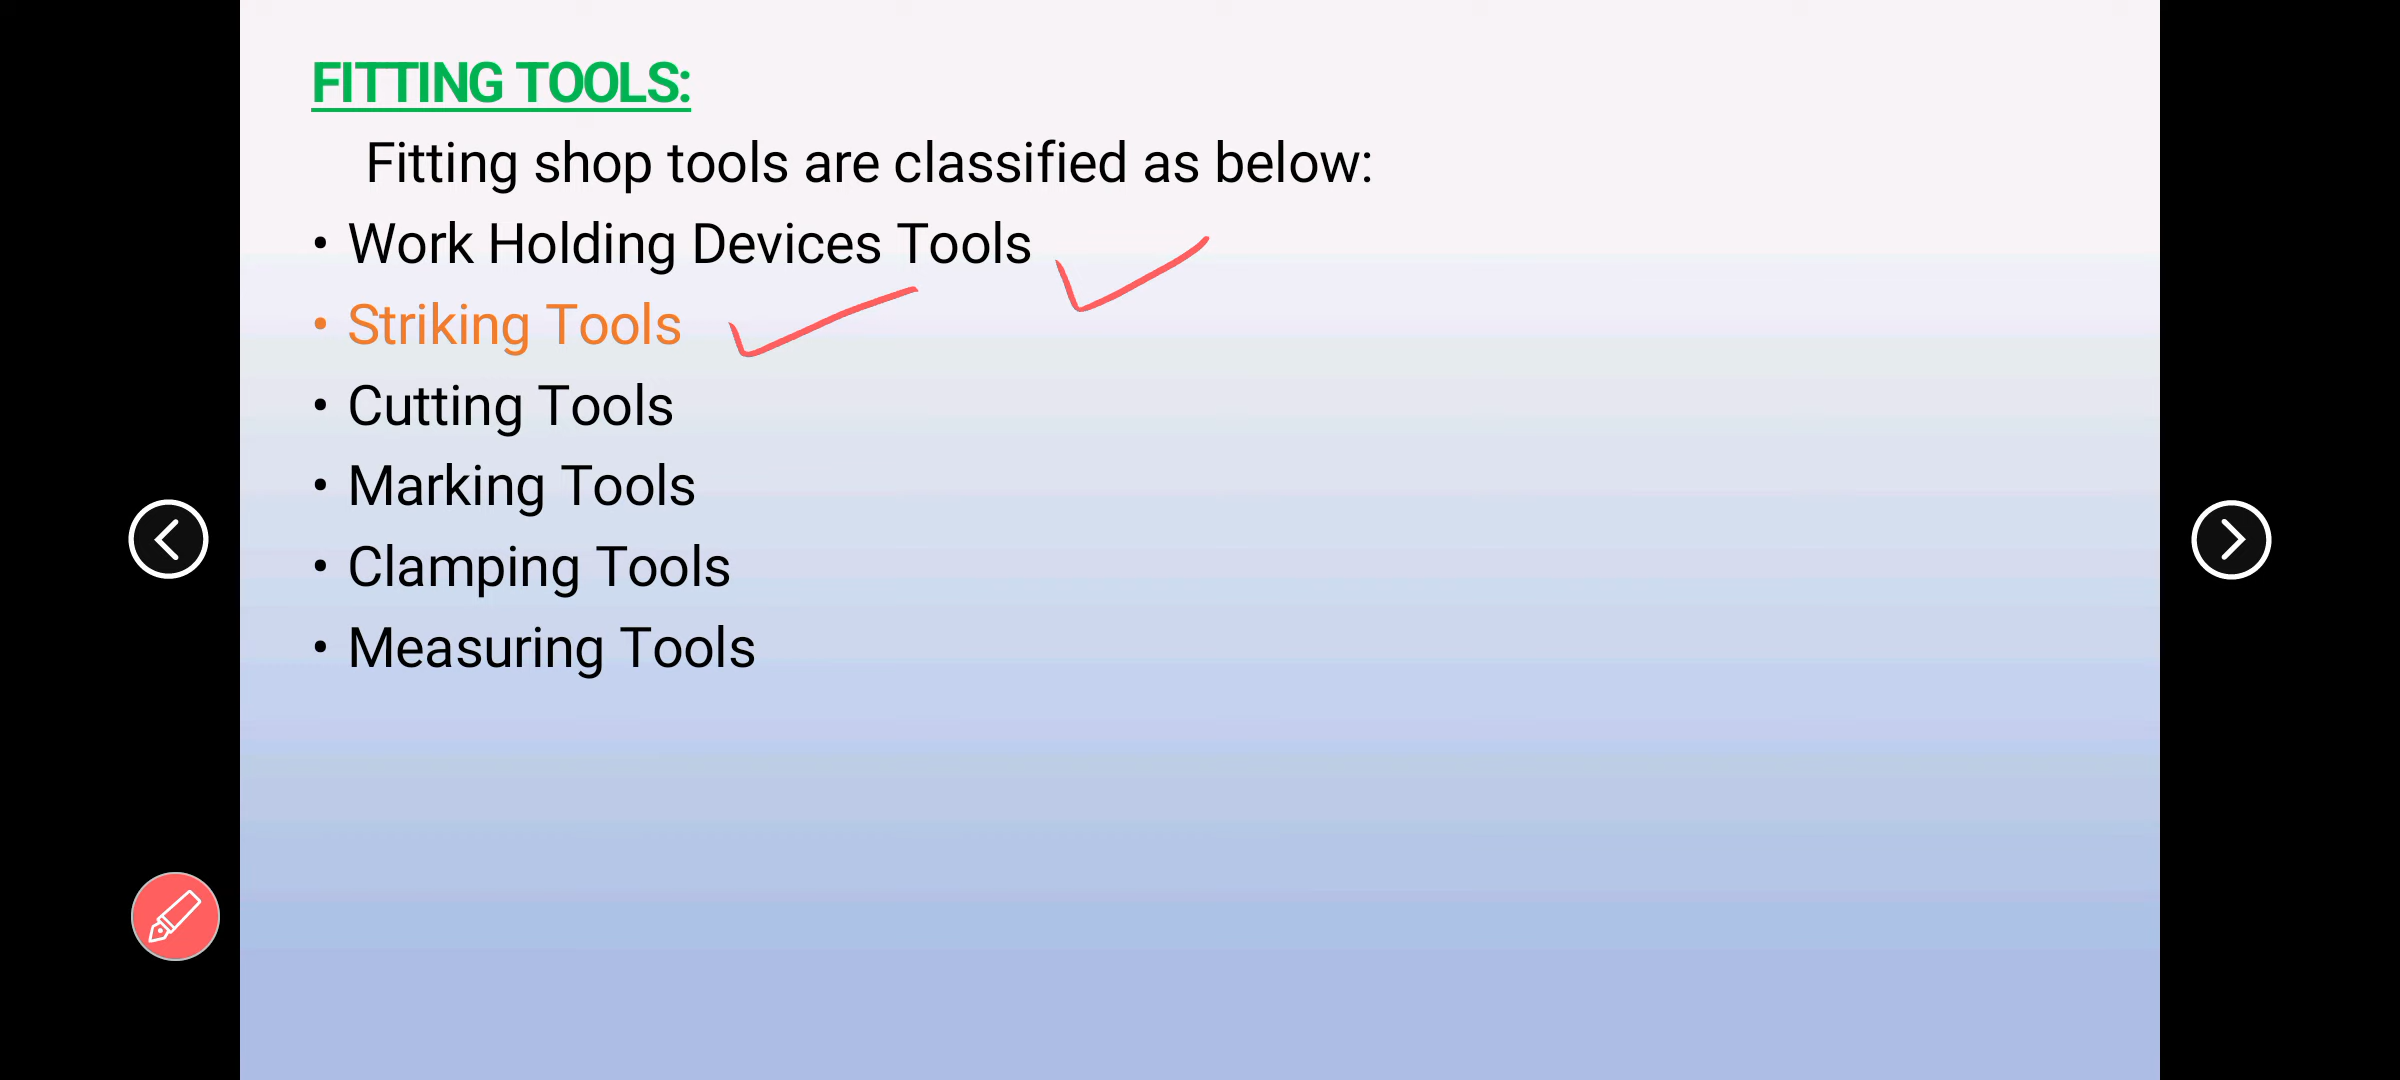 FITTING TOOLS:
Fitting shop tools are classified as below:
• Work Holding Devices Tools
• Striking Tools
• Cutting Tools
• Marking Tools
• Clamping Tools
• Measuring Tools